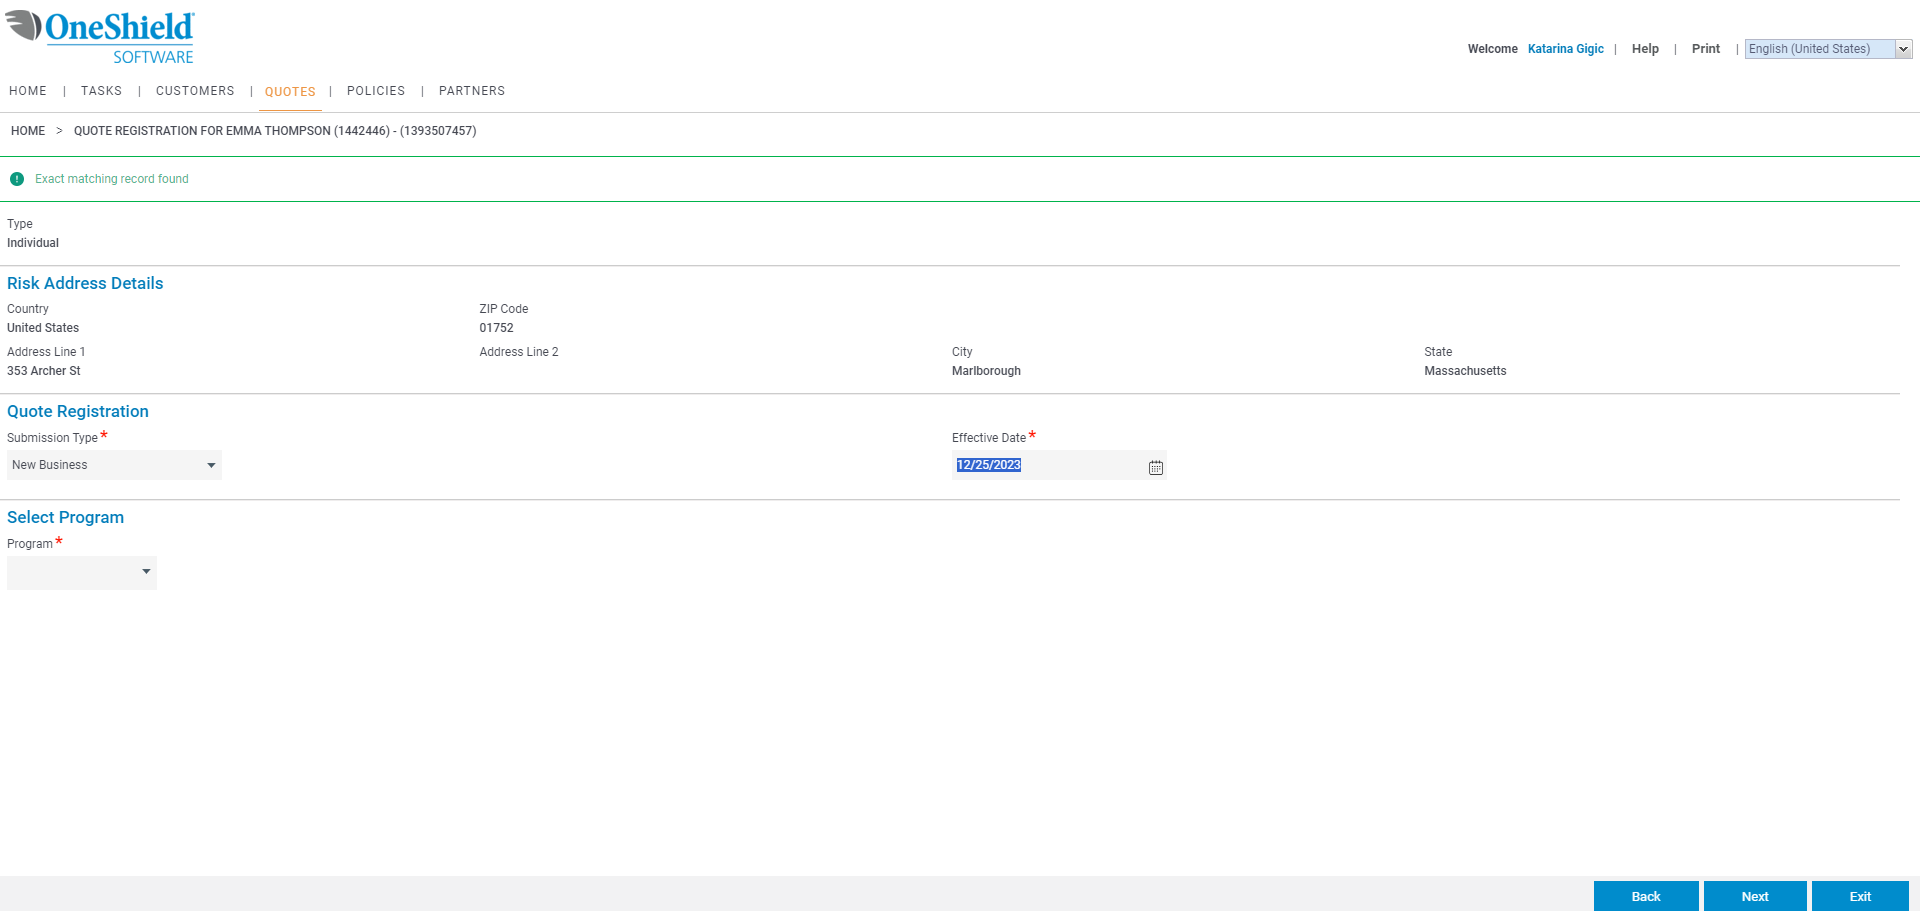 OneShield
SOFTWARE
Welcome Katarina Gigic | Help | Print | English (United States)
HOME | TASKS | CUSTOMERS | QUOTES | POLICIES | PARTNERS
HOME > QUOTE REGISTRATION FOR EMMA THOMPSON (1442446) - (1393507457)
Exact matching record found
Type
Individual
Risk Address Details
Country ZIP Code
United States 01752
Address Line 1 Address Line 2 City State
353 Archer St Marlborough Massachusetts
Quote Registration
Submission Type * Effective Date *
New Business 12/25/2023
Select Program
Program *
Back Next Exit